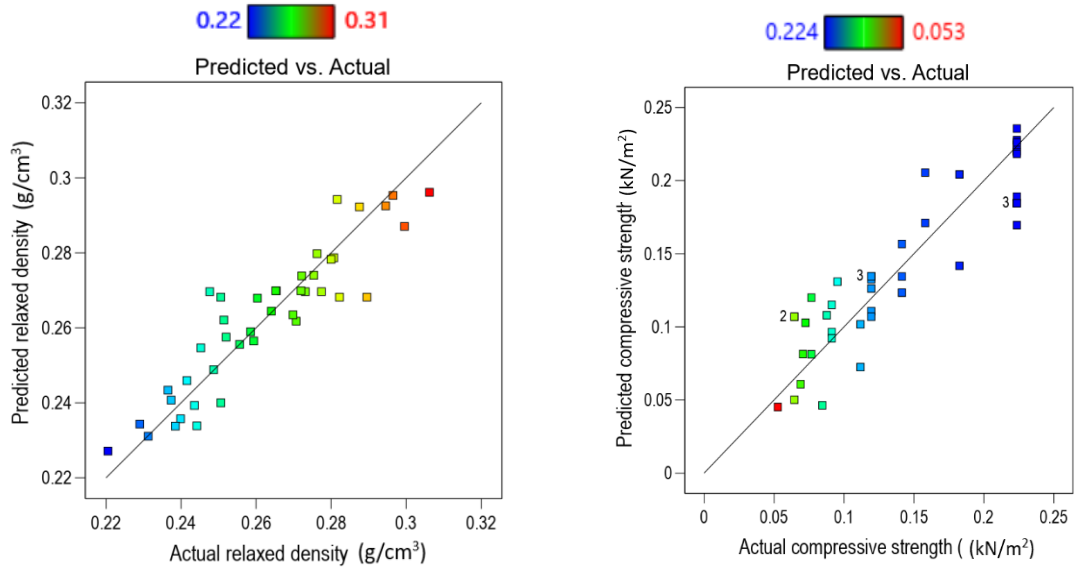 0.22 0.31
Predicted vs. Actual
Predicted relaxed density (g/cm³)
0.32
0.3
0.28
0.26
0.24
0.22
0.22 0.24 0.26 0.28 0.3 0.32
Actual relaxed density (g/cm³)
0.224 0.053
Predicted vs. Actual
Predicted compressive strength (kN/m²)
0.25
0.2
0.15
0.1
0.05
0
3
3
2
0 0.05 0.1 0.15 0.2 0.25
Actual compressive strength ( (kN/m²)